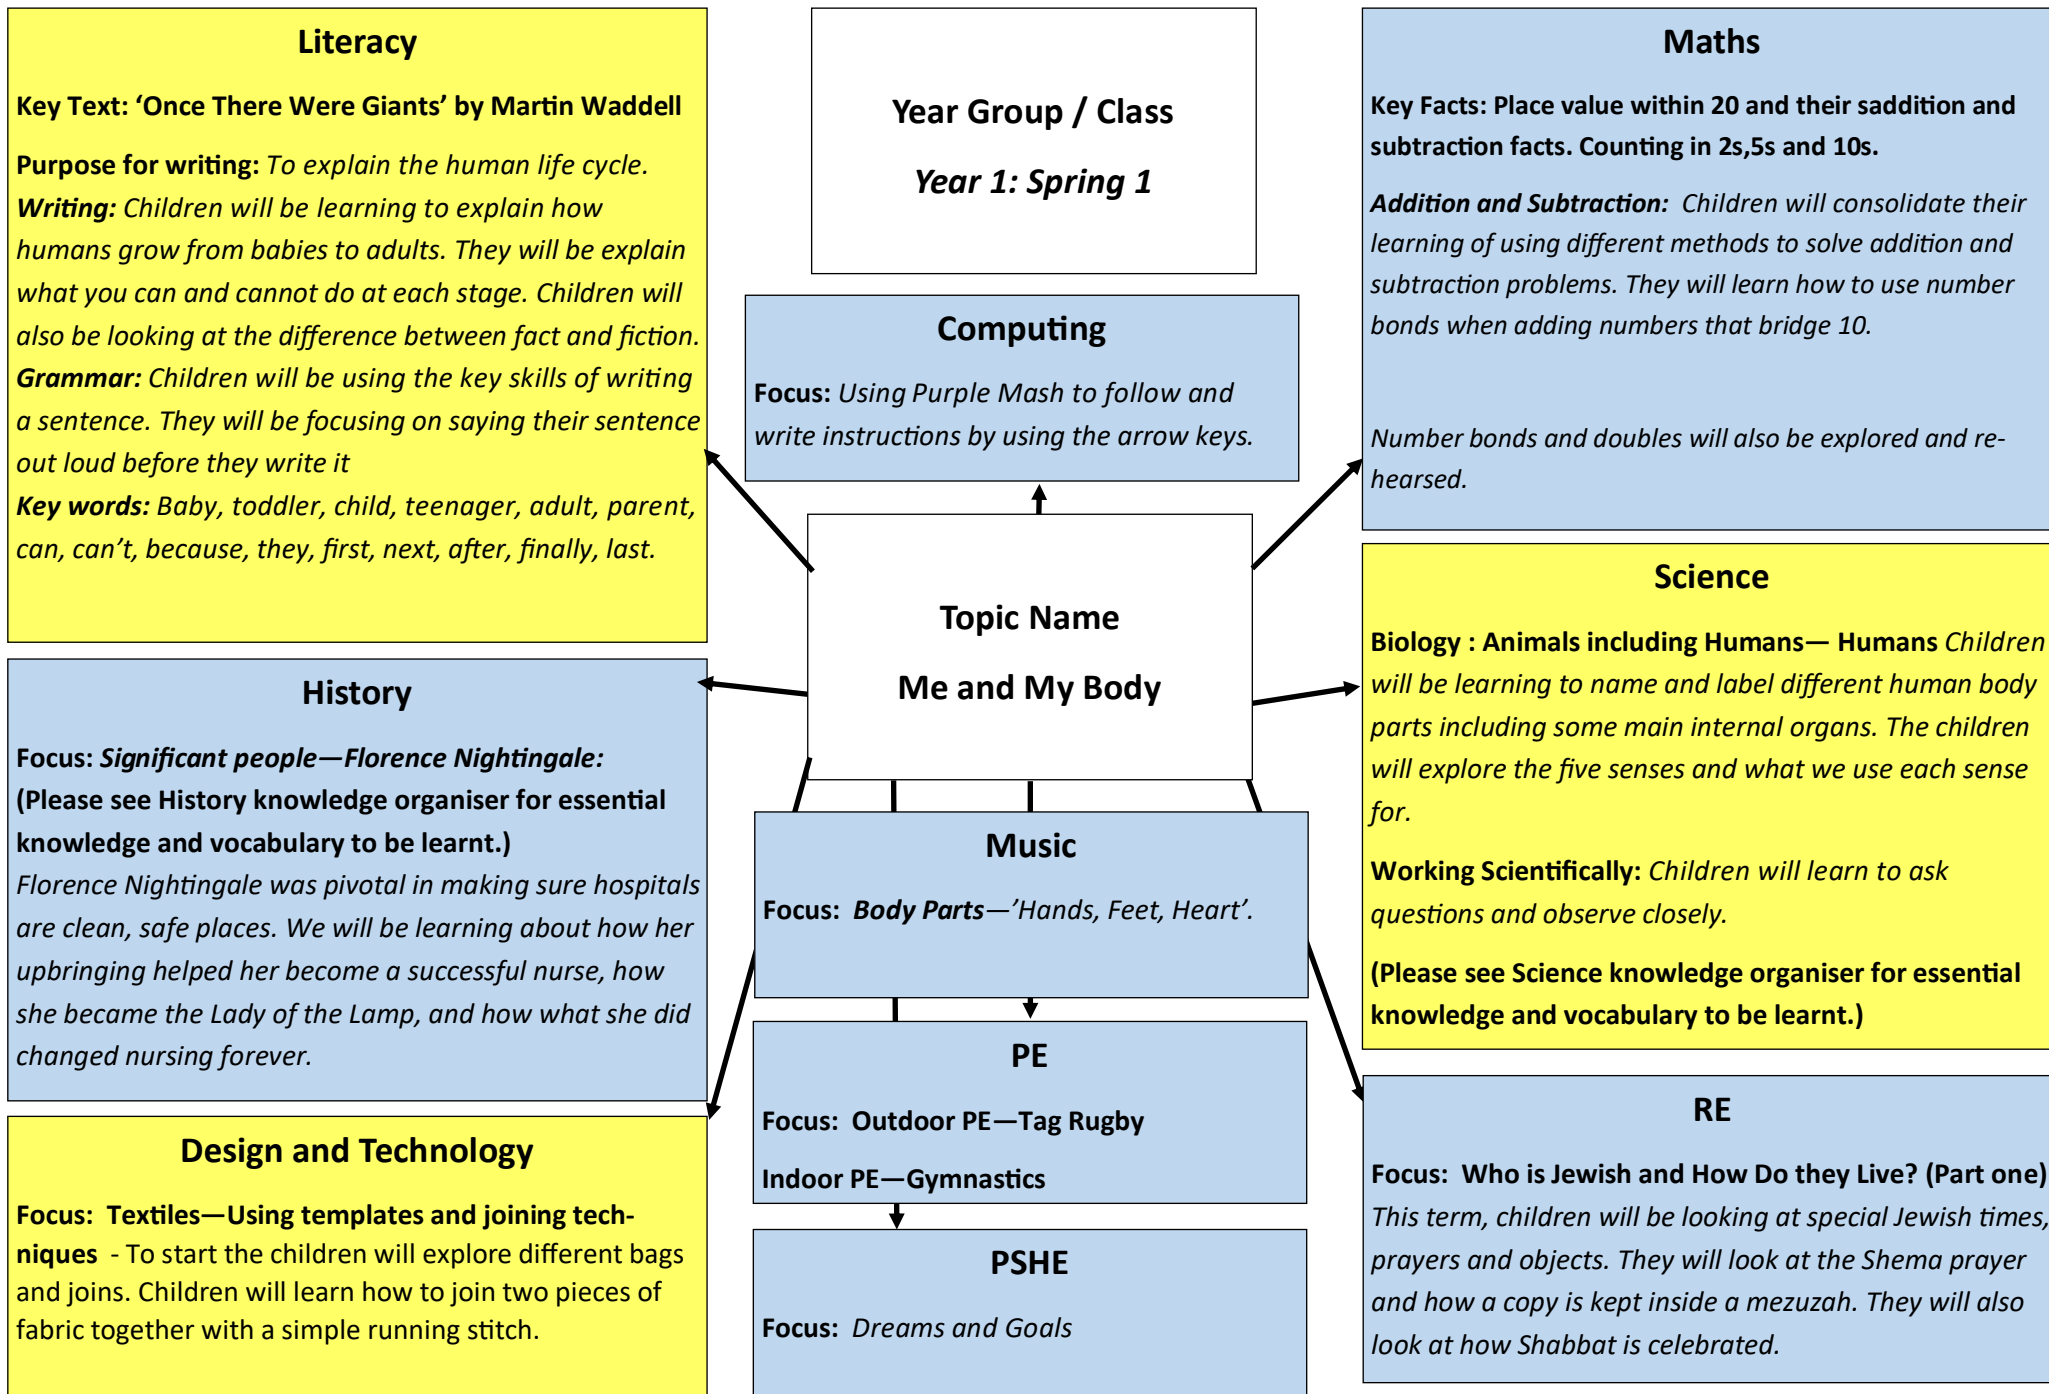 Literacy
Key Text: ‘Once There Were Giants’ by Martin Waddell
Purpose for writing: To explain the human life cycle.
Writing: Children will be learning to explain how
humans grow from babies to adults. They will be explain
what you can and cannot do at each stage. Children will
also be looking at the difference between fact and fiction.
Grammar: Children will be using the key skills of writing
a sentence. They will be focusing on saying their sentence
out loud before they write it
Key words: Baby, toddler, child, teenager, adult, parent,
can, can’t, because, they, first, next, after, finally, last.
Year Group / Class
Year 1: Spring 1
Maths
Key Facts: Place value within 20 and their saddition and
subtraction facts. Counting in 2s,5s and 10s.
Addition and Subtraction: Children will consolidate their
learning of using different methods to solve addition and
subtraction problems. They will learn how to use number
bonds when adding numbers that bridge 10.
Number bonds and doubles will also be explored and re-
hearsed.
Computing
Focus: Using Purple Mash to follow and
write instructions by using the arrow keys.
Topic Name
Me and My Body
Science
Biology : Animals including Humans— Humans Children
will be learning to name and label different human body
parts including some main internal organs. The children
will explore the five senses and what we use each sense
for.
Working Scientifically: Children will learn to ask
questions and observe closely.
(Please see Science knowledge organiser for essential
knowledge and vocabulary to be learnt.)
History
Focus: Significant people—Florence Nightingale:
(Please see History knowledge organiser for essential
knowledge and vocabulary to be learnt.)
Florence Nightingale was pivotal in making sure hospitals
are clean, safe places. We will be learning about how her
upbringing helped her become a successful nurse, how
she became the Lady of the Lamp, and how what she did
changed nursing forever.
Music
Focus: Body Parts—’Hands, Feet, Heart’.
PE
Focus: Outdoor PE—Tag Rugby
Indoor PE—Gymnastics
RE
Focus: Who is Jewish and How Do they Live? (Part one)
This term, children will be looking at special Jewish times,
prayers and objects. They will look at the Shema prayer
and how a copy is kept inside a mezuzah. They will also
look at how Shabbat is celebrated.
Design and Technology
Focus: Textiles—Using templates and joining tech-
niques - To start the children will explore different bags
and joins. Children will learn how to join two pieces of
fabric together with a simple running stitch.
PSHE
Focus: Dreams and Goals